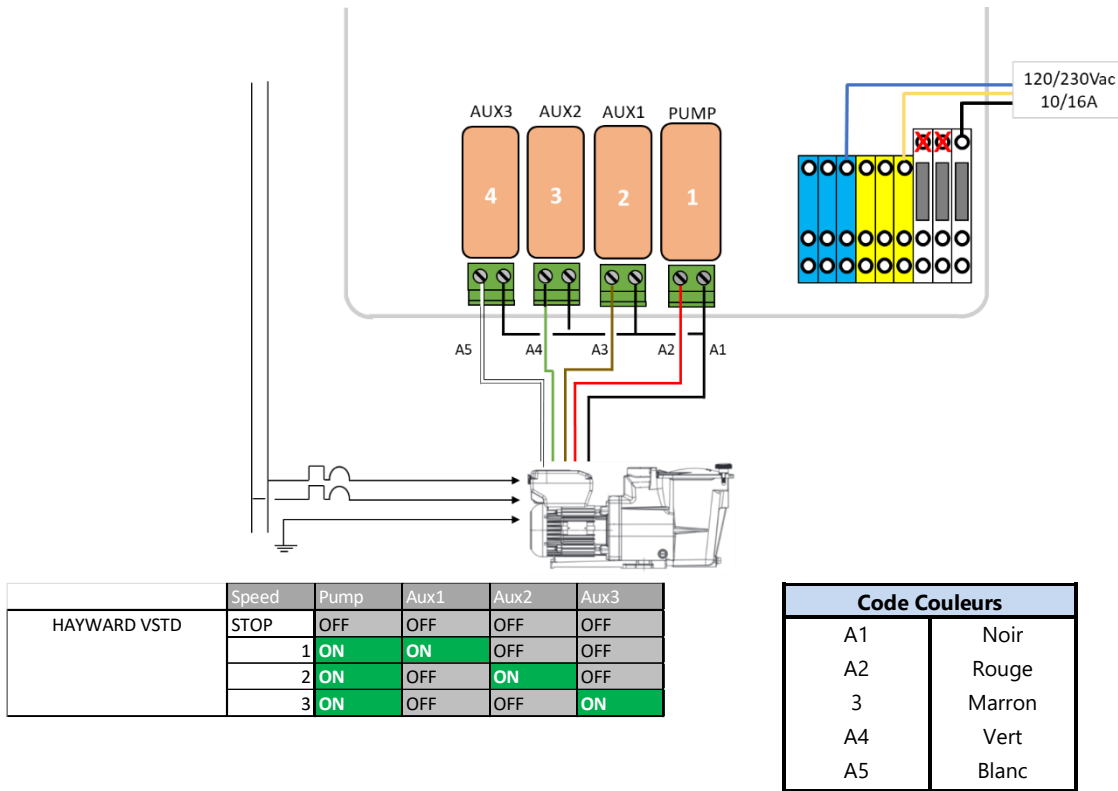 120/230Vac
10/16A
AUX3 AUX2 AUX1 PUMP
4 3 2 1
A5 A4 A3 A2 A1
Speed Pump Aux1 Aux2 Aux3
HAYWARD VSTD STOP OFF OFF OFF OFF
1 ON ON OFF OFF
2 ON OFF ON OFF
3 ON OFF OFF ON
Code Couleurs
A1 Noir
A2 Rouge
3 Marron
A4 Vert
A5 Blanc